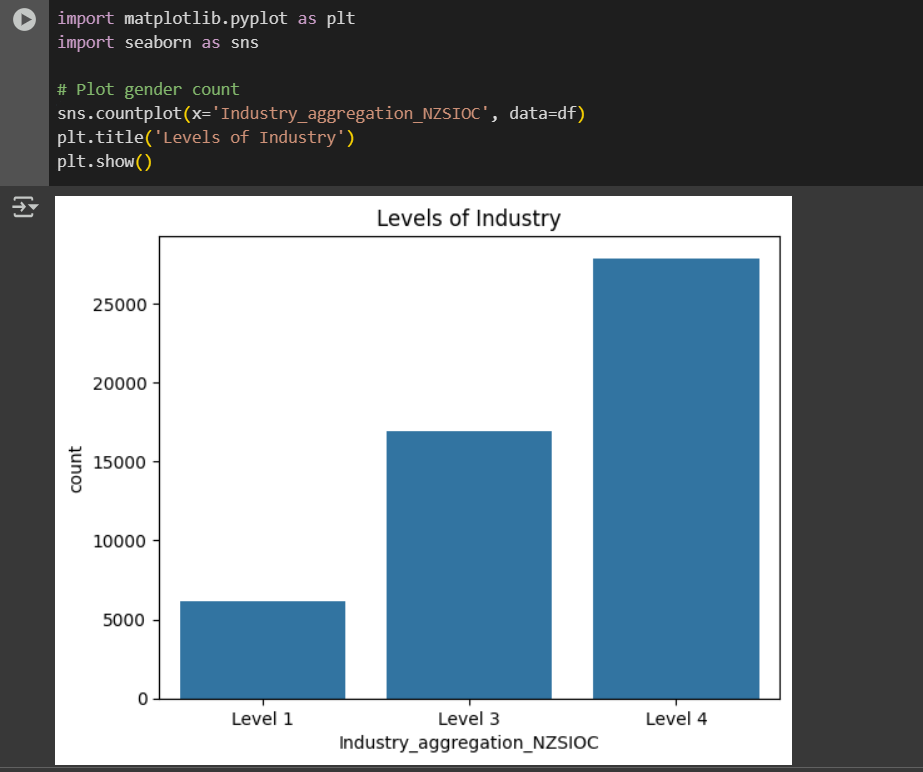 import matplotlib.pyplot as plt
import seaborn as sns
# Plot gender count
sns.countplot(x='Industry_aggregation_NZSIOC', data=df)
plt.title('Levels of Industry')
plt.show()
Levels of Industry
25000
20000
15000
10000
5000
0
count
Level 1
Level 3
Level 4
Industry_aggregation_NZSIOC